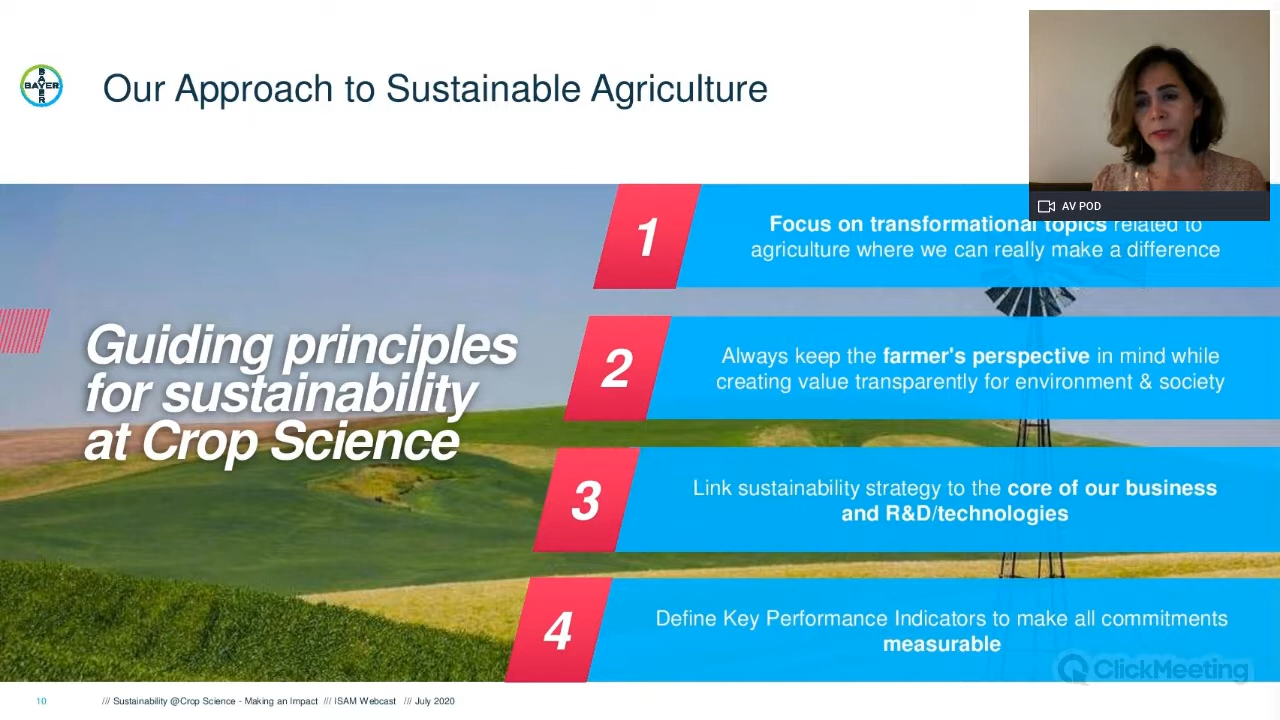 BAYER
BAYER
Our Approach to Sustainable Agriculture
AV POD
Guiding principles
for sustainability
at Crop Science
1
Focus on transformational topics related to
agriculture where we can really make a difference
2
Always keep the farmer's perspective in mind while
creating value transparently for environment & society
3
Link sustainability strategy to the core of our business
and R&D/technologies
4
Define Key Performance Indicators to make all commitments
measurable
ClickMeeting
10
/// Sustainability @Crop Science - Making an Impact /// ISAM Webcast /// July 2020